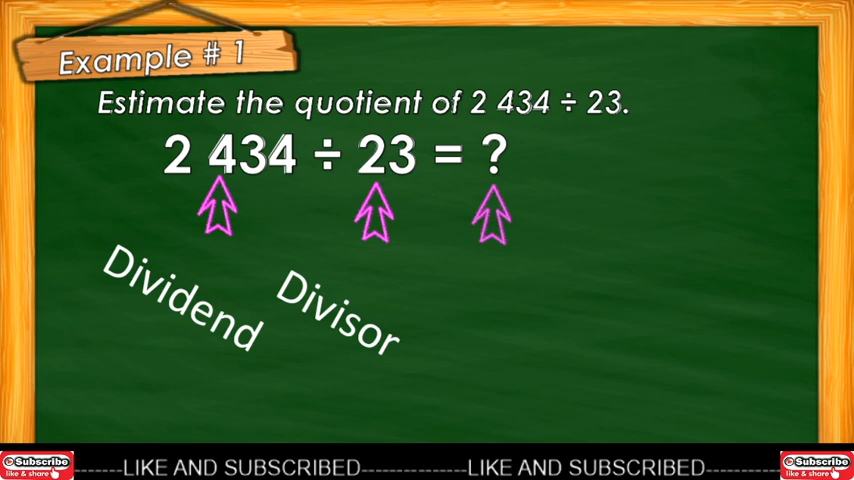 Example # 1
Estimate the quotient of 2 434 ÷ 23.
2 434 ÷ 23 = ?
Dividend
Divisor
Subscribe
like & share
-------LIKE AND SUBSCRIBED--------------LIKE AND SUBSCRIBED----------
Subscribe
like & share